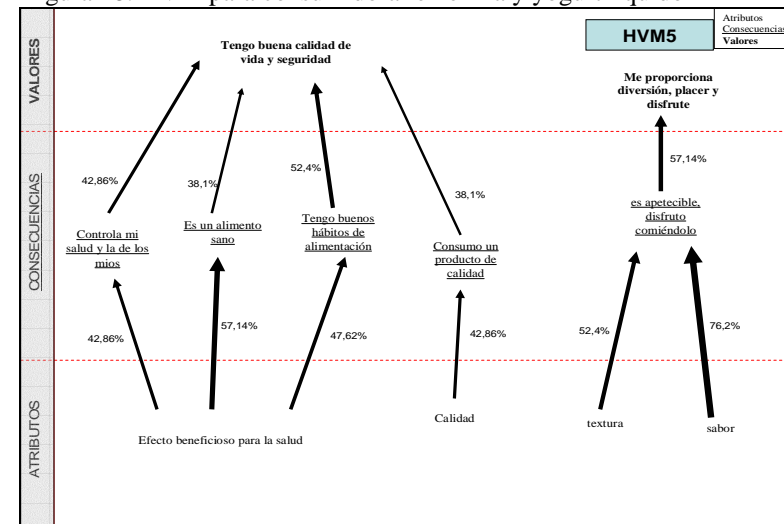 HVM5
Atributos
Consecuencias
Valores
VALORES
Tengo buena calidad de
vida y seguridad
Me proporciona
diversión, placer y
disfrute
42,86%
38,1%
52,4%
38,1%
57,14%
CONSECUENCIAS
Controla mi
salud y la de los
mios
Es un alimento
sano
Tengo buenos
hábitos de
alimentación
Consumo un
producto de
calidad
es apetecible,
disfruto
comiéndolo
42,86%
57,14%
47,62%
42,86%
52,4%
76,2%
ATRIBUTOS
Efecto beneficioso para la salud
Calidad
textura
sabor